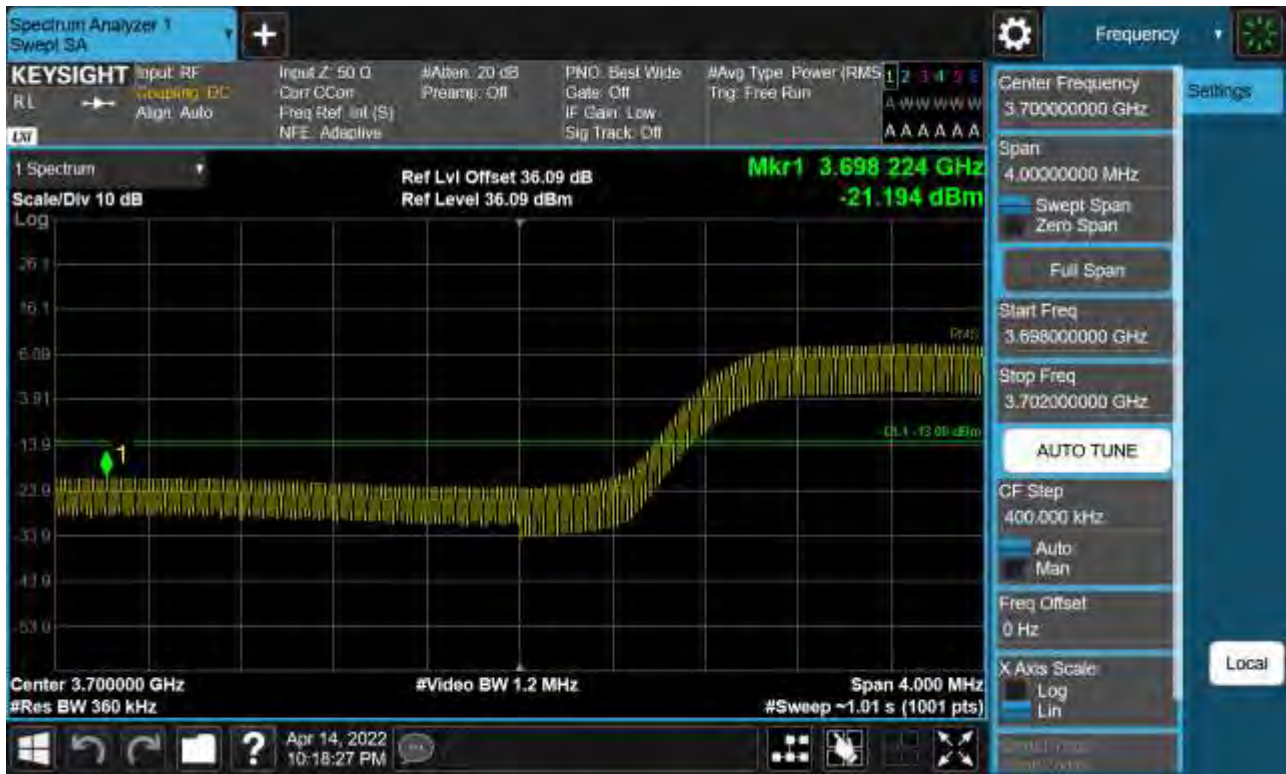 Spectrum Analyzer 1
Swept SA
Frequency
KEYSIGHT
RL
Input: RF
Coupling: DC
Align: Auto
Input Z: 50 Ω
Corr CCorr
Freq Ref: Int (S)
NFE: Adaptive
#Atten: 20 dB
Preamp: Off
PNO: Best Wide
Gate: Off
IF Gain: Low
Sig Track: Off
#Avg Type: Power (RMS
Trig: Free Run
1 2 3 4 5 6
A W W W W W
A A A A A A
1 Spectrum
Scale/Div 10 dB
Log
Ref Lvl Offset 36.09 dB
Ref Level 36.09 dBm
Mkr1 3.698 224 GHz
-21.194 dBm
26.1
16.1
6.09
-3.91
-13.9
-23.9
-33.9
-43.9
-53.9
RMS
DL1 -13.00 dBm
1
Center 3.700000 GHz
#Res BW 360 kHz
#Video BW 1.2 MHz
Span 4.000 MHz
#Sweep ~1.01 s (1001 pts)
Center Frequency
3.700000000 GHz
Span
4.00000000 MHz
Swept Span
Zero Span
Full Span
Start Freq
3.698000000 GHz
Stop Freq
3.702000000 GHz
AUTO TUNE
CF Step
400.000 kHz
Auto
Man
Freq Offset
0 Hz
X Axis Scale
Log
Lin
Settings
Local
?
Apr 14, 2022
10:18:27 PM